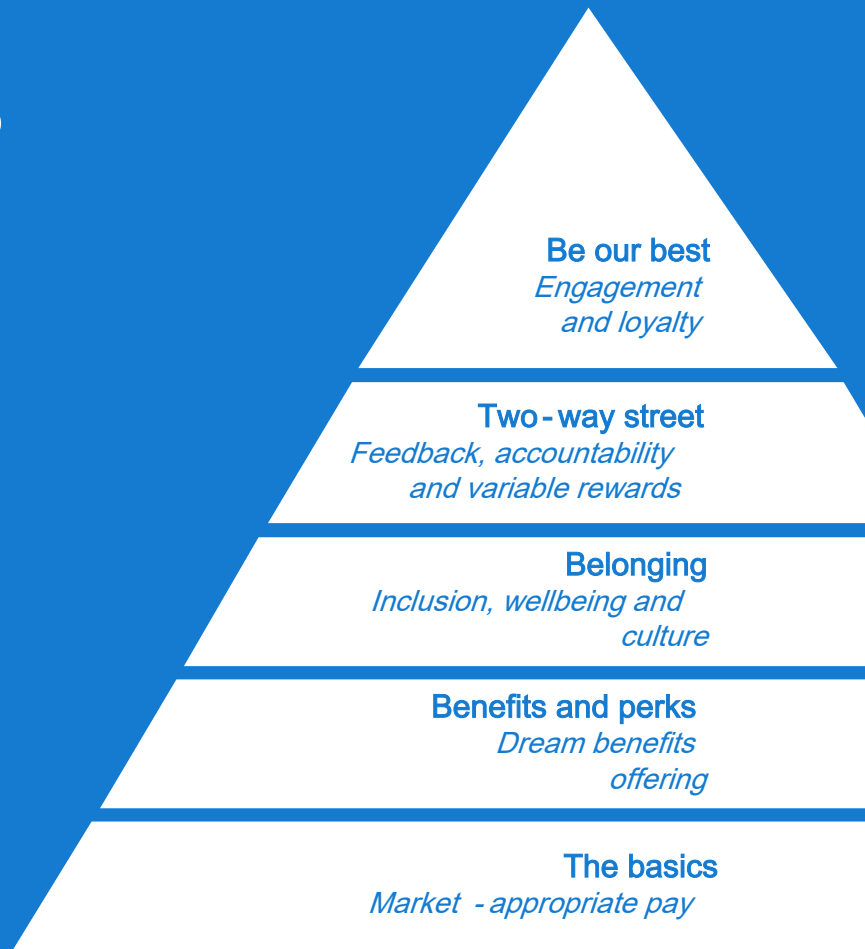 Be our best
Engagement
and loyalty
Two-way street
Feedback, accountability
and variable rewards
Belonging
Inclusion, wellbeing and
culture
Benefits and perks
Dream benefits
offering
The basics
Market -appropriate pay